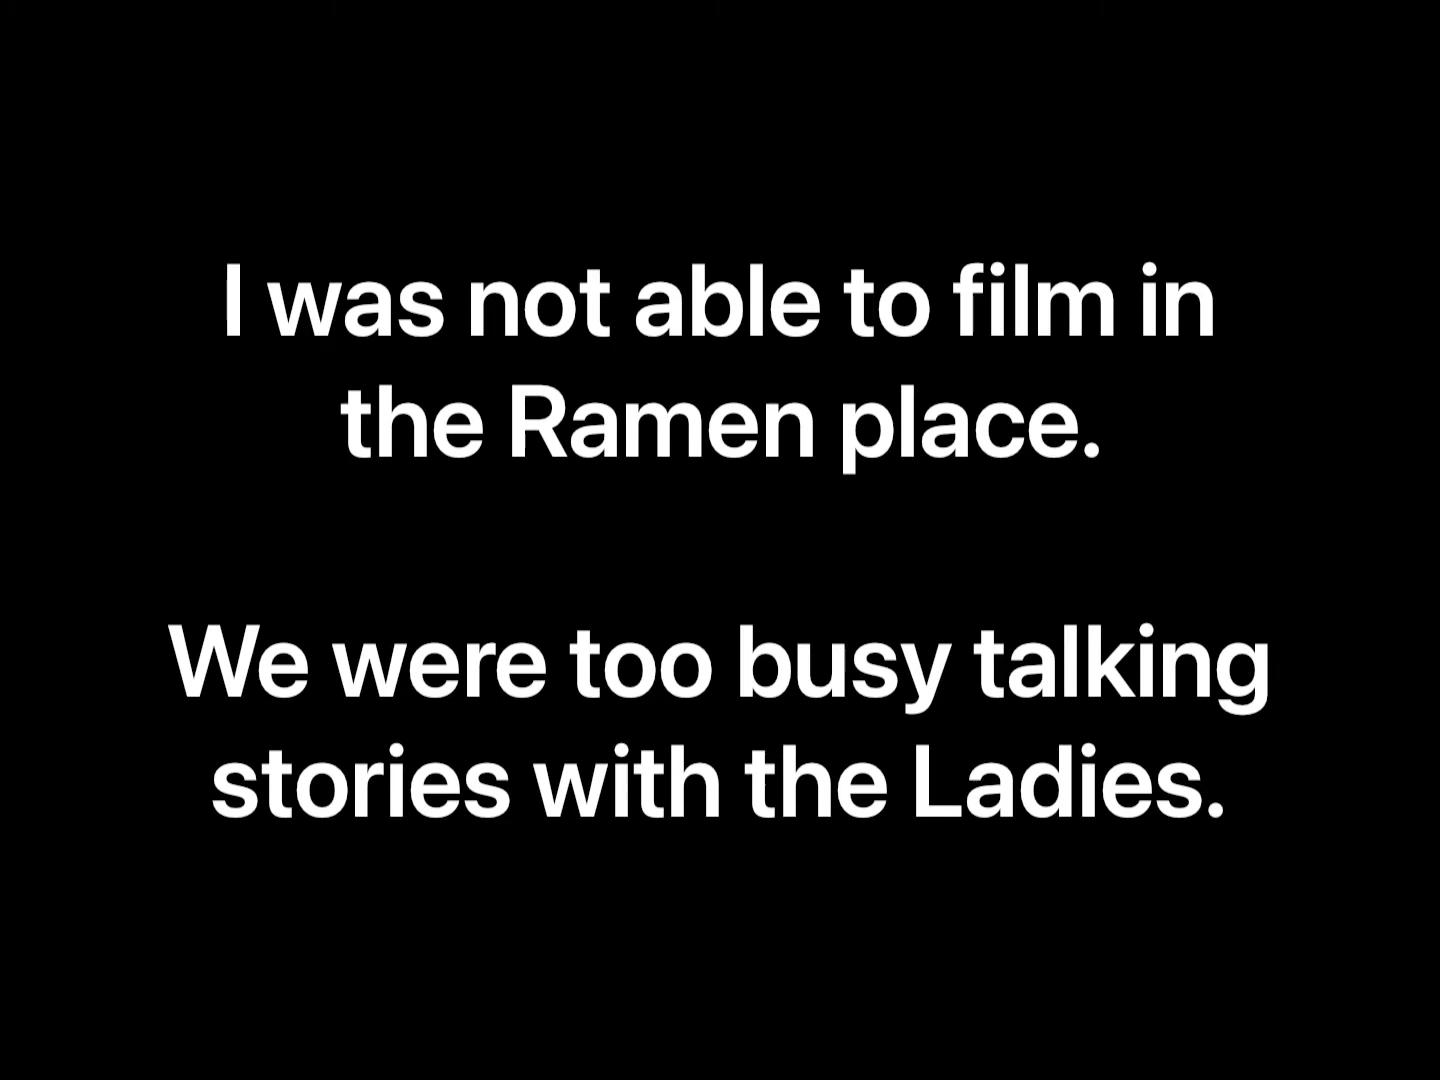 I was not able to film in
the Ramen place.
We were too busy talking
stories with the Ladies.